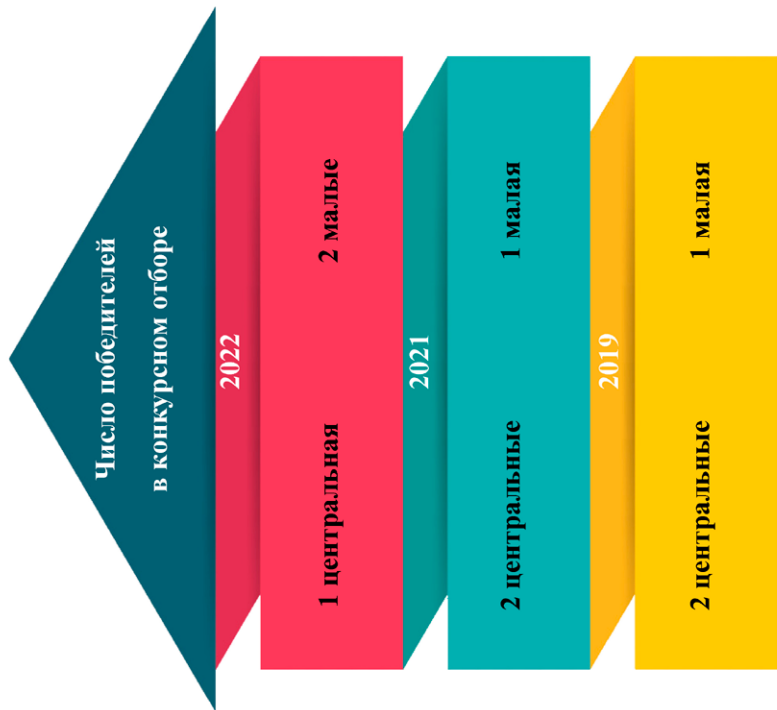 Число победителей
в конкурсном отборе
2022
1 центральная
2 малые
2021
2 центральные
1 малая
2019
2 центральные
1 малая